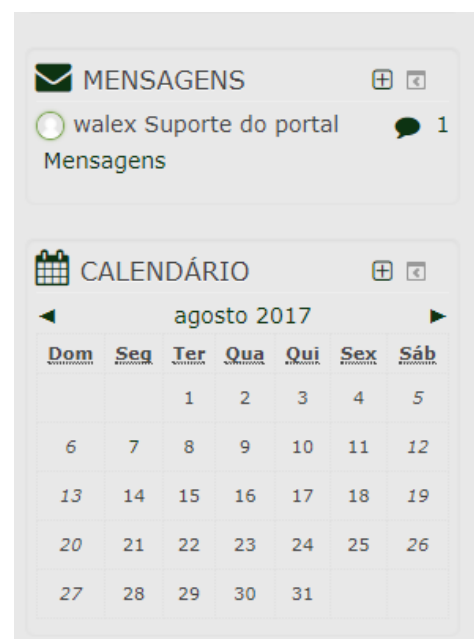 MENSAGENS
walex Suporte do portal 1
Mensagens
CALENDÁRIO
◄ agosto 2017 ►
Dom Seg Ter Qua Qui Sex Sáb
1 2 3 4 5
6 7 8 9 10 11 12
13 14 15 16 17 18 19
20 21 22 23 24 25 26
27 28 29 30 31